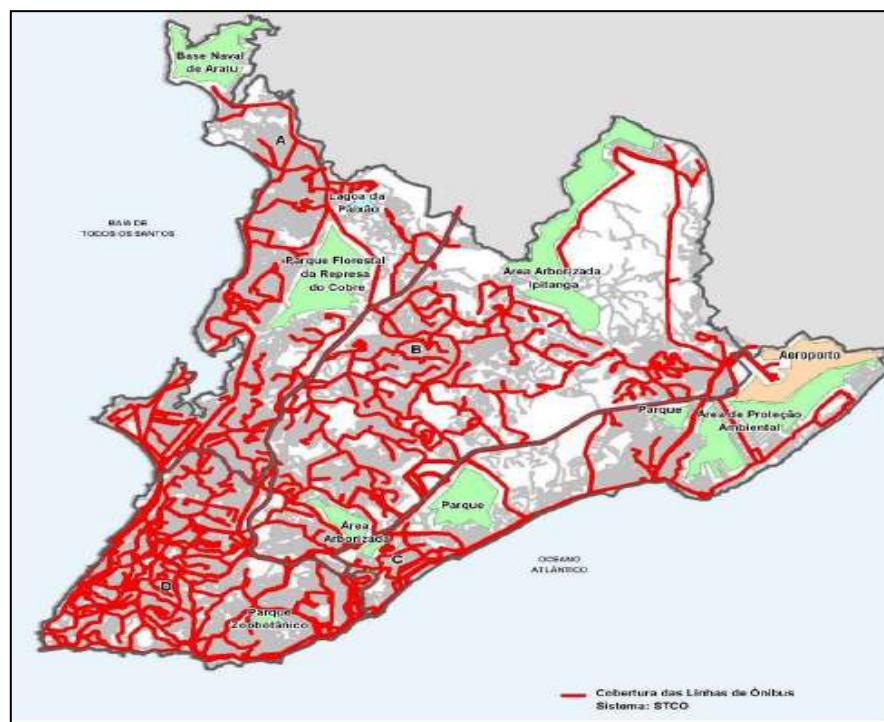 Base Naval
de Aratu
A
Lagoa da
Paixão
BAÍA DE
TODOS OS SANTOS
Parque Florestal
da Represa
do Cobre
Área Arborizada
Ipitanga
B
Aeroporto
Parque
Área de Proteção
Ambiental
Parque
Área
Arborizada
C
OCEANO
ATLÂNTICO
D
Parque
Zoobotânico
Cobertura das Linhas de Ônibus
Sistema: STCO